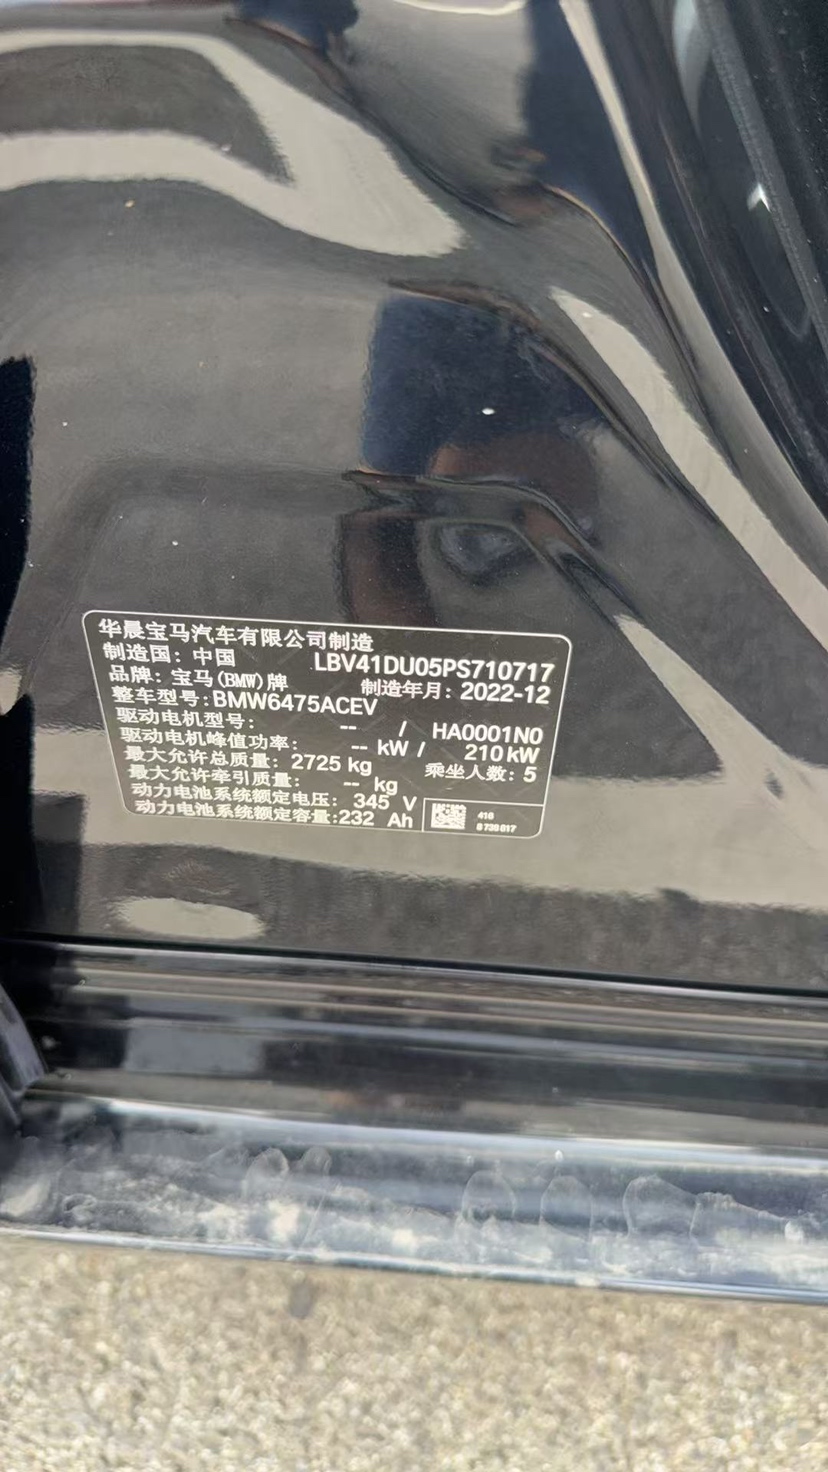 华晨宝马汽车有限公司制造
制造国：中国 LBV41DU05PS710717
品牌：宝马(BMW)牌 制造年月：2022-12
整车型号:BMW6475ACEV
驱动电机型号： -- / HA0001N0
驱动电机峰值功率： -- kW / 210kW
最大允许总质量：2725 kg 乘坐人数：5
最大允许牵引质量： -- kg
动力电池系统额定电压：345 V
动力电池系统额定容量:232 Ah
416